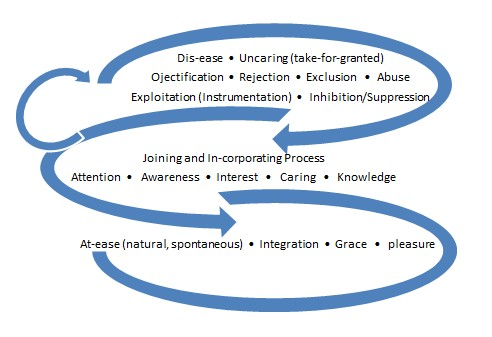 Dis-ease • Uncaring (take-for-granted)
Ojectification • Rejection • Exclusion • Abuse
Exploitation (Instrumentation) • Inhibition/Suppression
Joining and In-corporating Process
Attention • Awareness • Interest • Caring • Knowledge
At-ease (natural, spontaneous) • Integration • Grace • pleasure